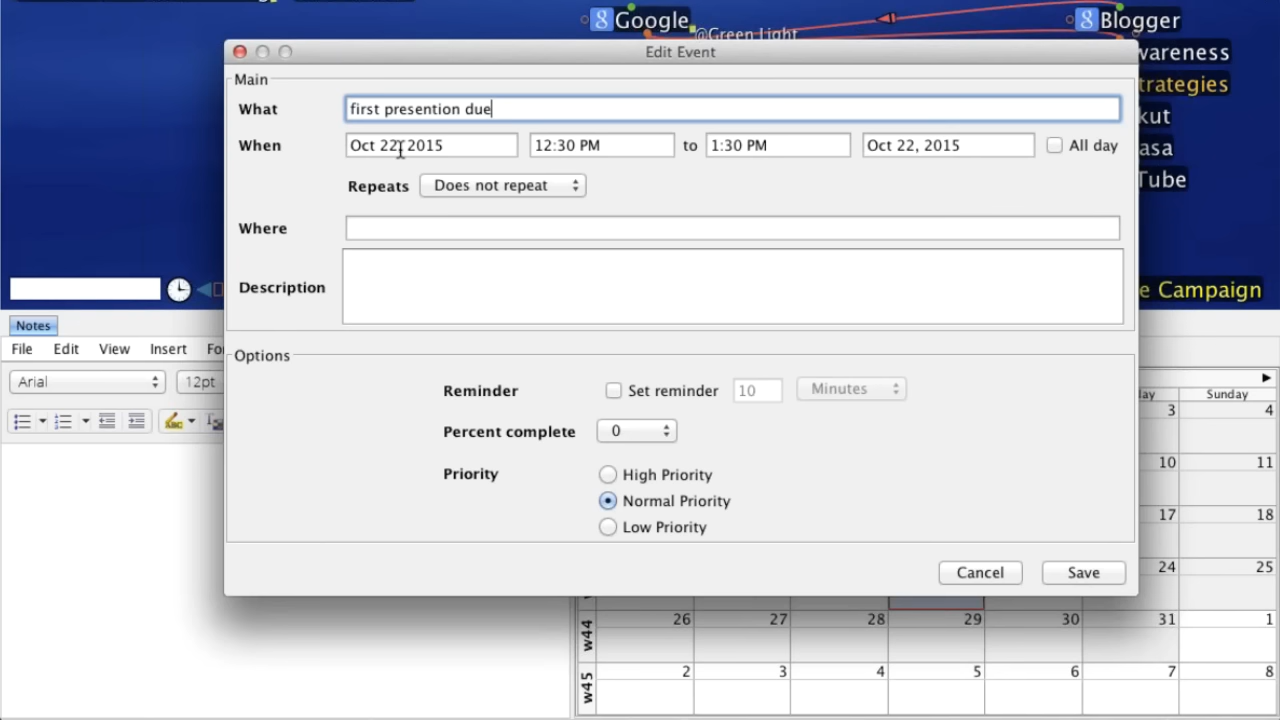 Google
@Green Light
Blogger
Edit Event
wareness
Main
trategies
What
first presention due
kut
When
Oct 22, 2015
12:30 PM
to
1:30 PM
Oct 22, 2015
All day
asa
Repeats
Does not repeat
Tube
Where
Description
e Campaign
Notes
File Edit View Insert Fo
Options
Arial
12pt
Reminder
Set reminder
10
Minutes
lay
Sunday
3 4
Percent complete
0
Priority
High Priority
10 11
Normal Priority
Low Priority
17 18
Cancel
Save
24 25
w44
26 27 28 29 30 31 1
w45
2 3 4 5 6 7 8